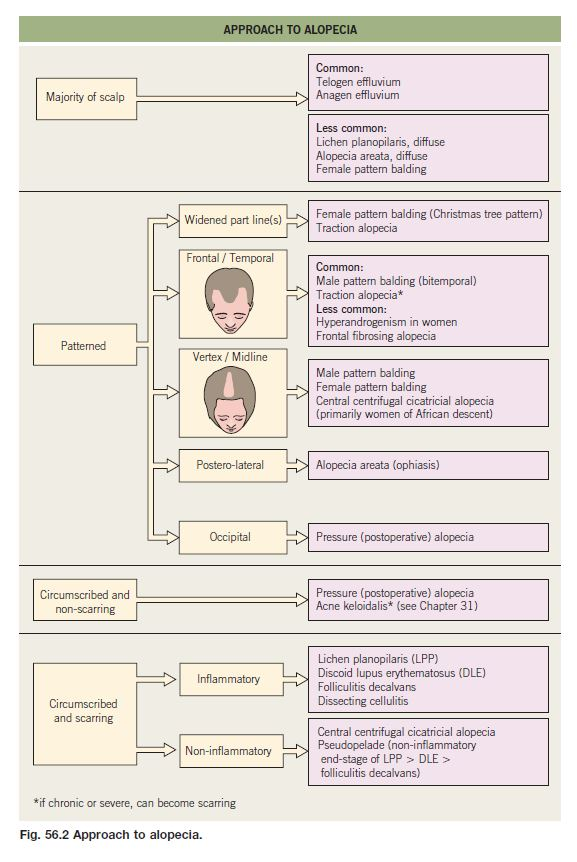 APPROACH TO ALOPECIA
Majority of scalp
Common:
Telogen effluvium
Anagen effluvium
Less common:
Lichen planopilaris, diffuse
Alopecia areata, diffuse
Female pattern balding
Patterned
Widened part line(s)
Female pattern balding (Christmas tree pattern)
Traction alopecia
Frontal / Temporal
Common:
Male pattern balding (bitemporal)
Traction alopecia*
Less common:
Hyperandrogenism in women
Frontal fibrosing alopecia
Vertex / Midline
Male pattern balding
Female pattern balding
Central centrifugal cicatricial alopecia
(primarily women of African descent)
Postero-lateral
Alopecia areata (ophiasis)
Occipital
Pressure (postoperative) alopecia
Circumscribed and
non-scarring
Pressure (postoperative) alopecia
Acne keloidalis* (see Chapter 31)
Circumscribed
and scarring
Inflammatory
Lichen planopilaris (LPP)
Discoid lupus erythematosus (DLE)
Folliculitis decalvans
Dissecting cellulitis
Non-inflammatory
Central centrifugal cicatricial alopecia
Pseudopelade (non-inflammatory
end-stage of LPP > DLE >
folliculitis decalvans)
*if chronic or severe, can become scarring
Fig. 56.2 Approach to alopecia.